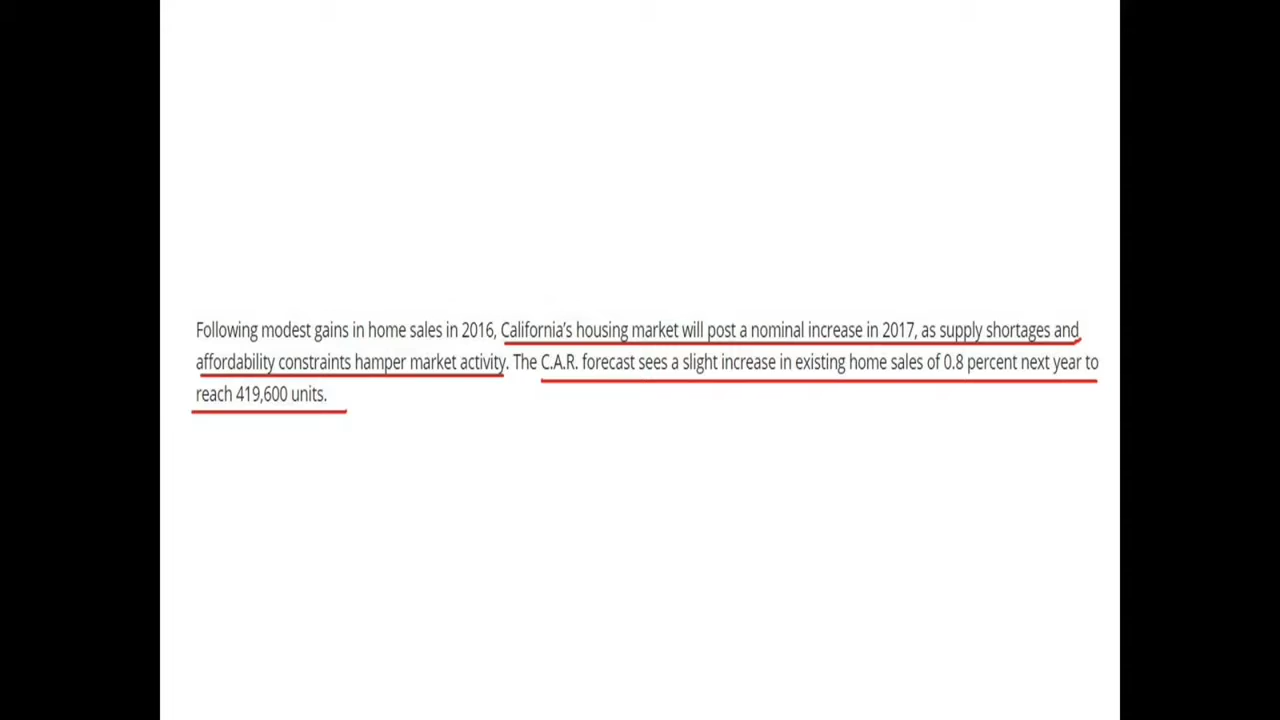 Following modest gains in home sales in 2016, California's housing market will post a nominal increase in 2017, as supply shortages and
affordability constraints hamper market activity. The C.A.R. forecast sees a slight increase in existing home sales of 0.8 percent next year to
reach 419,600 units.